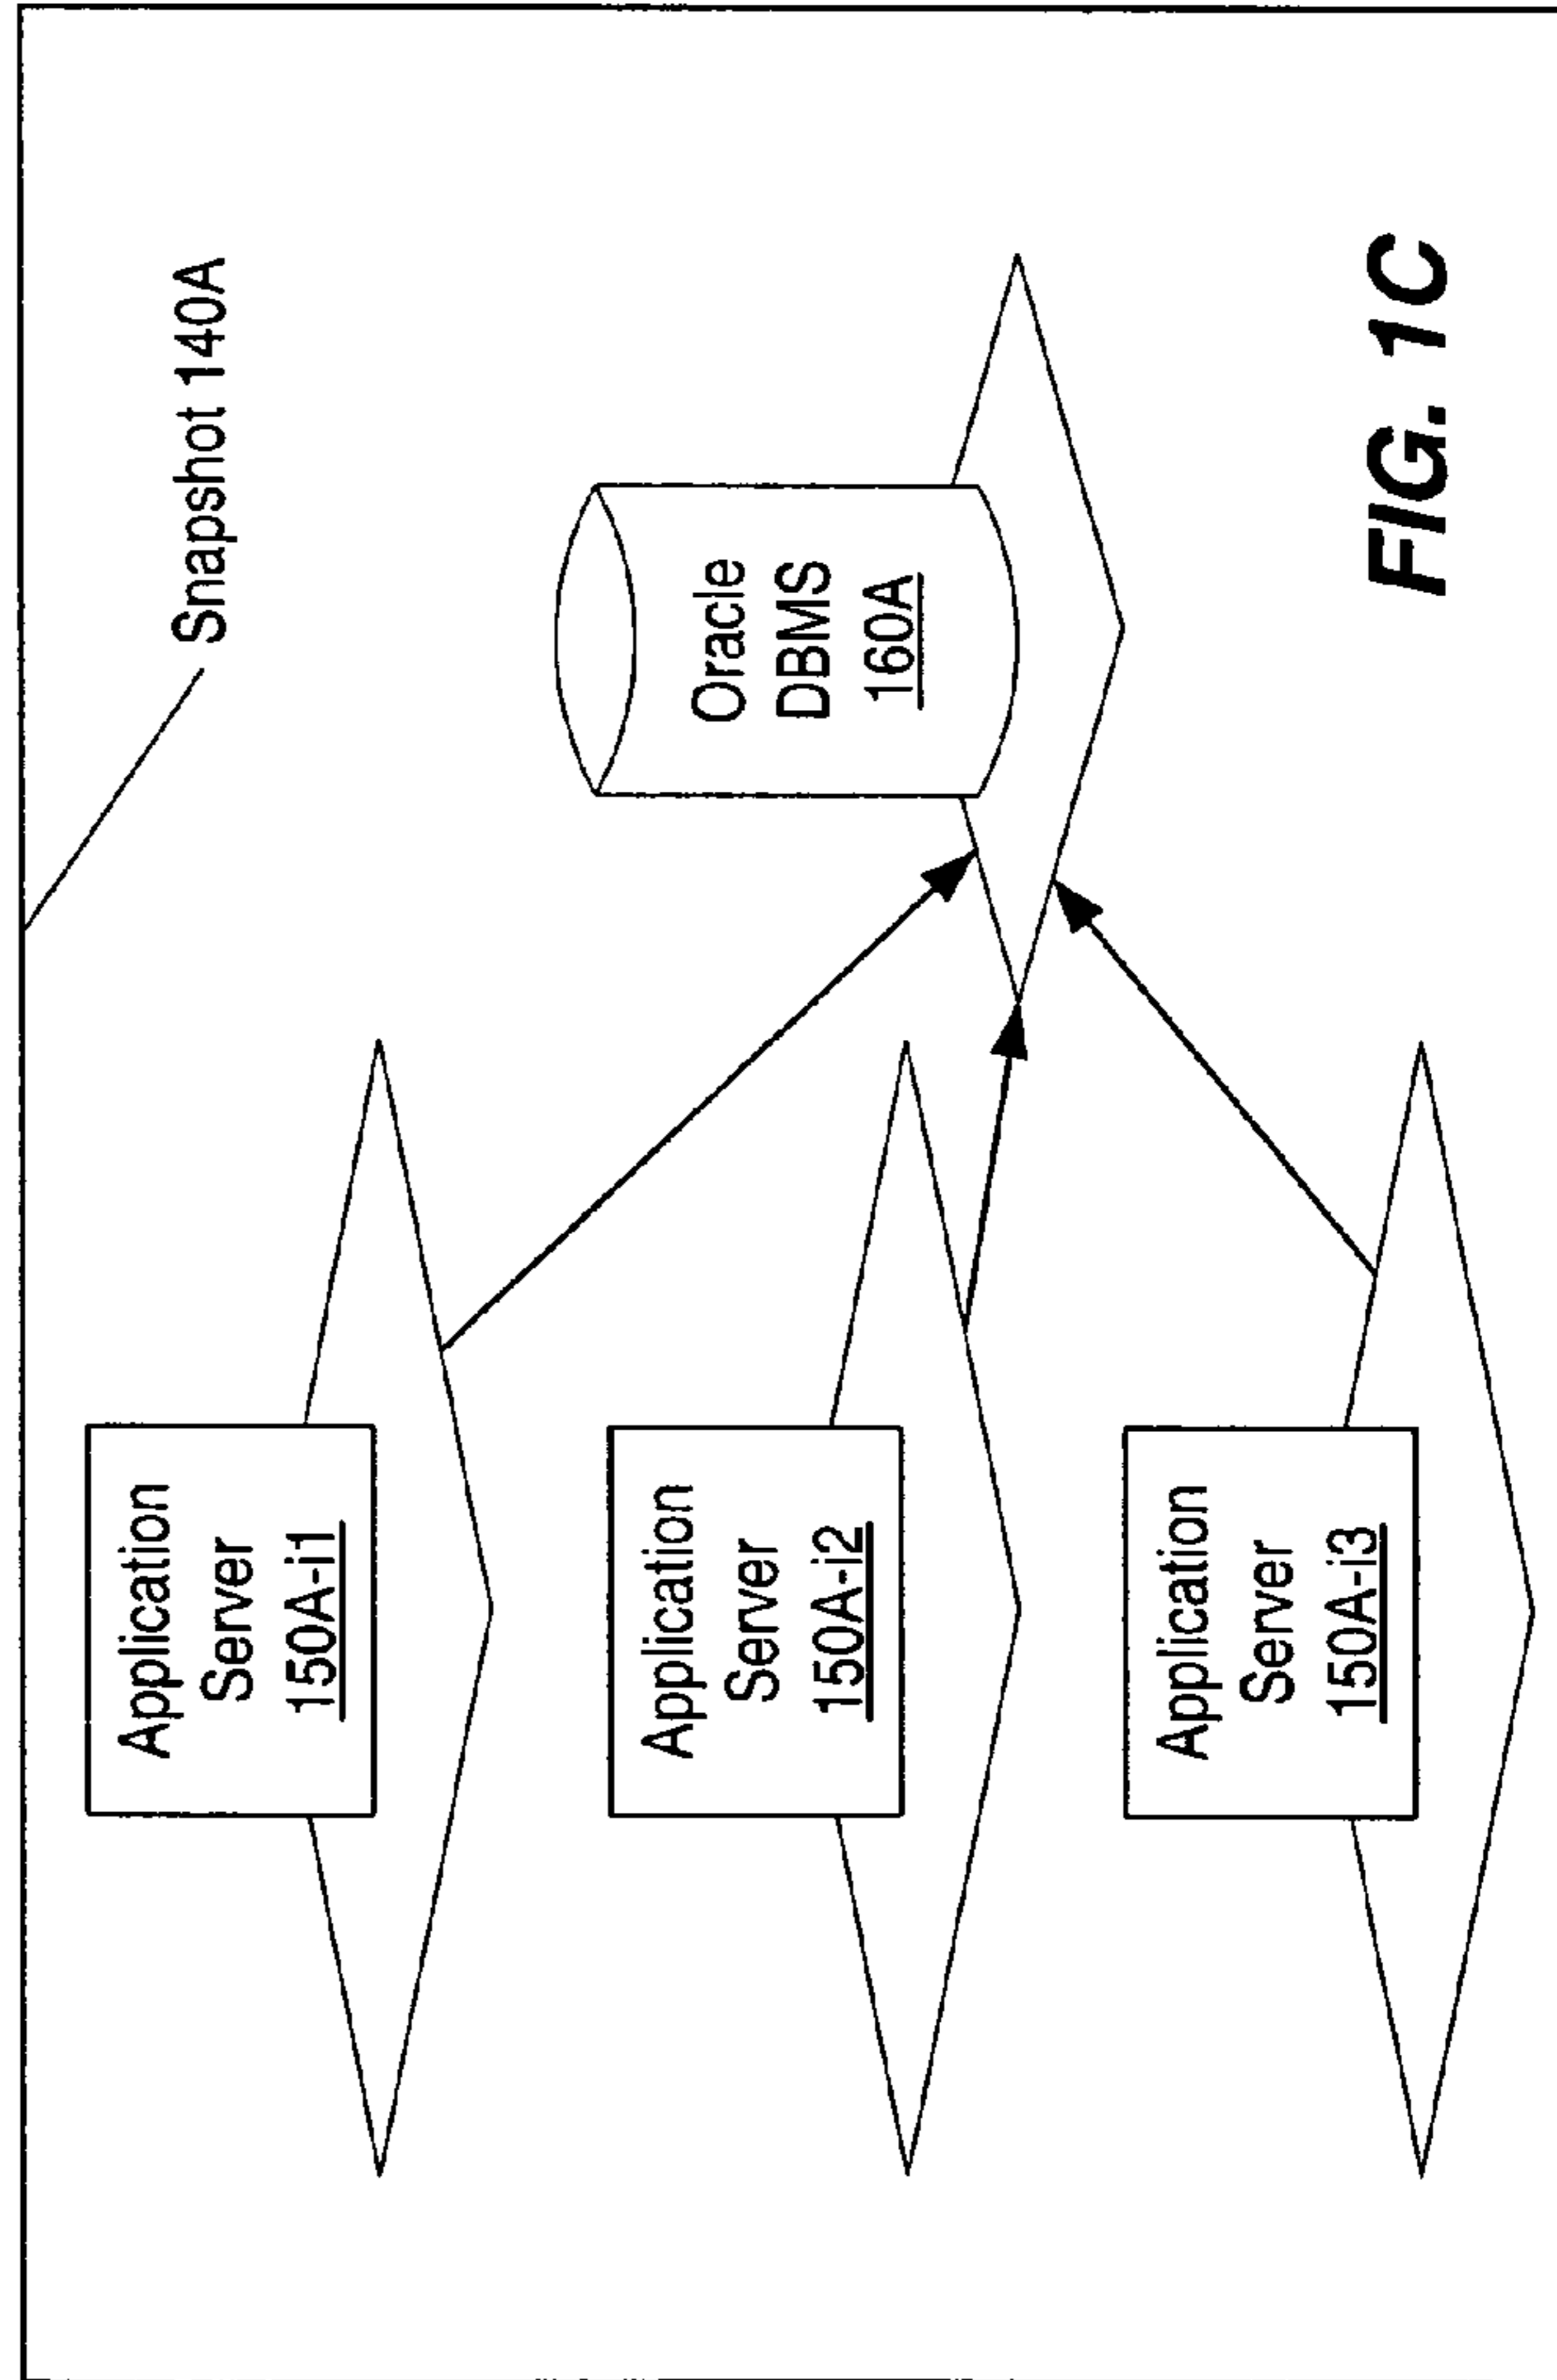 Snapshot 140A
Application
Server
150A-i1
Application
Server
150A-i2
Application
Server
150A-i3
Oracle
DBMS
160A
FIG. 1C